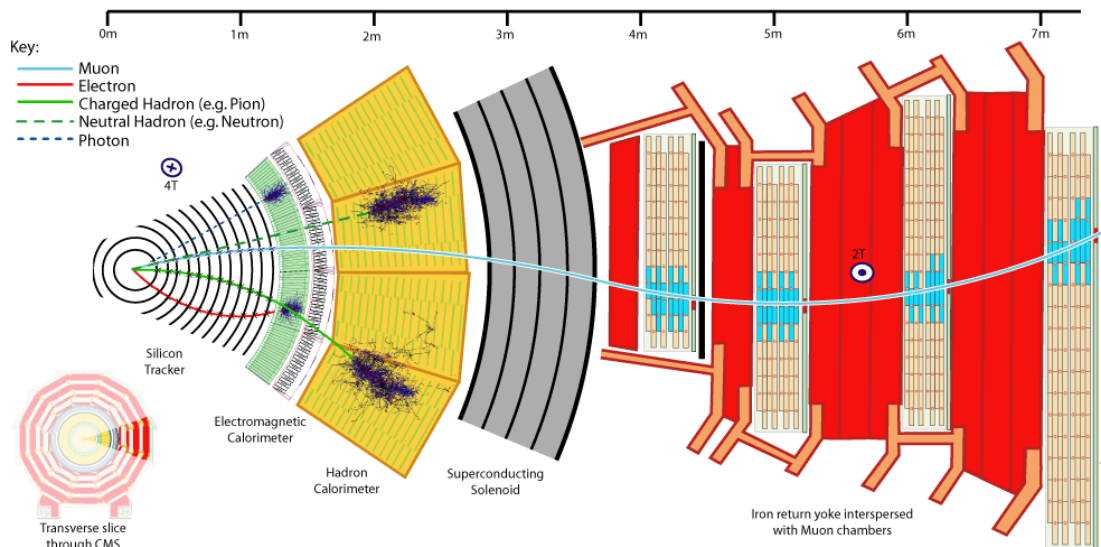 0m 1m 2m 3m 4m 5m 6m 7m
Key:
Muon
Electron
Charged Hadron (e.g. Pion)
Neutral Hadron (e.g. Neutron)
Photon
4T
2T
Silicon
Tracker
Electromagnetic
Calorimeter
Hadron
Calorimeter
Superconducting
Solenoid
Iron return yoke interspersed
with Muon chambers
Transverse slice
through CMS